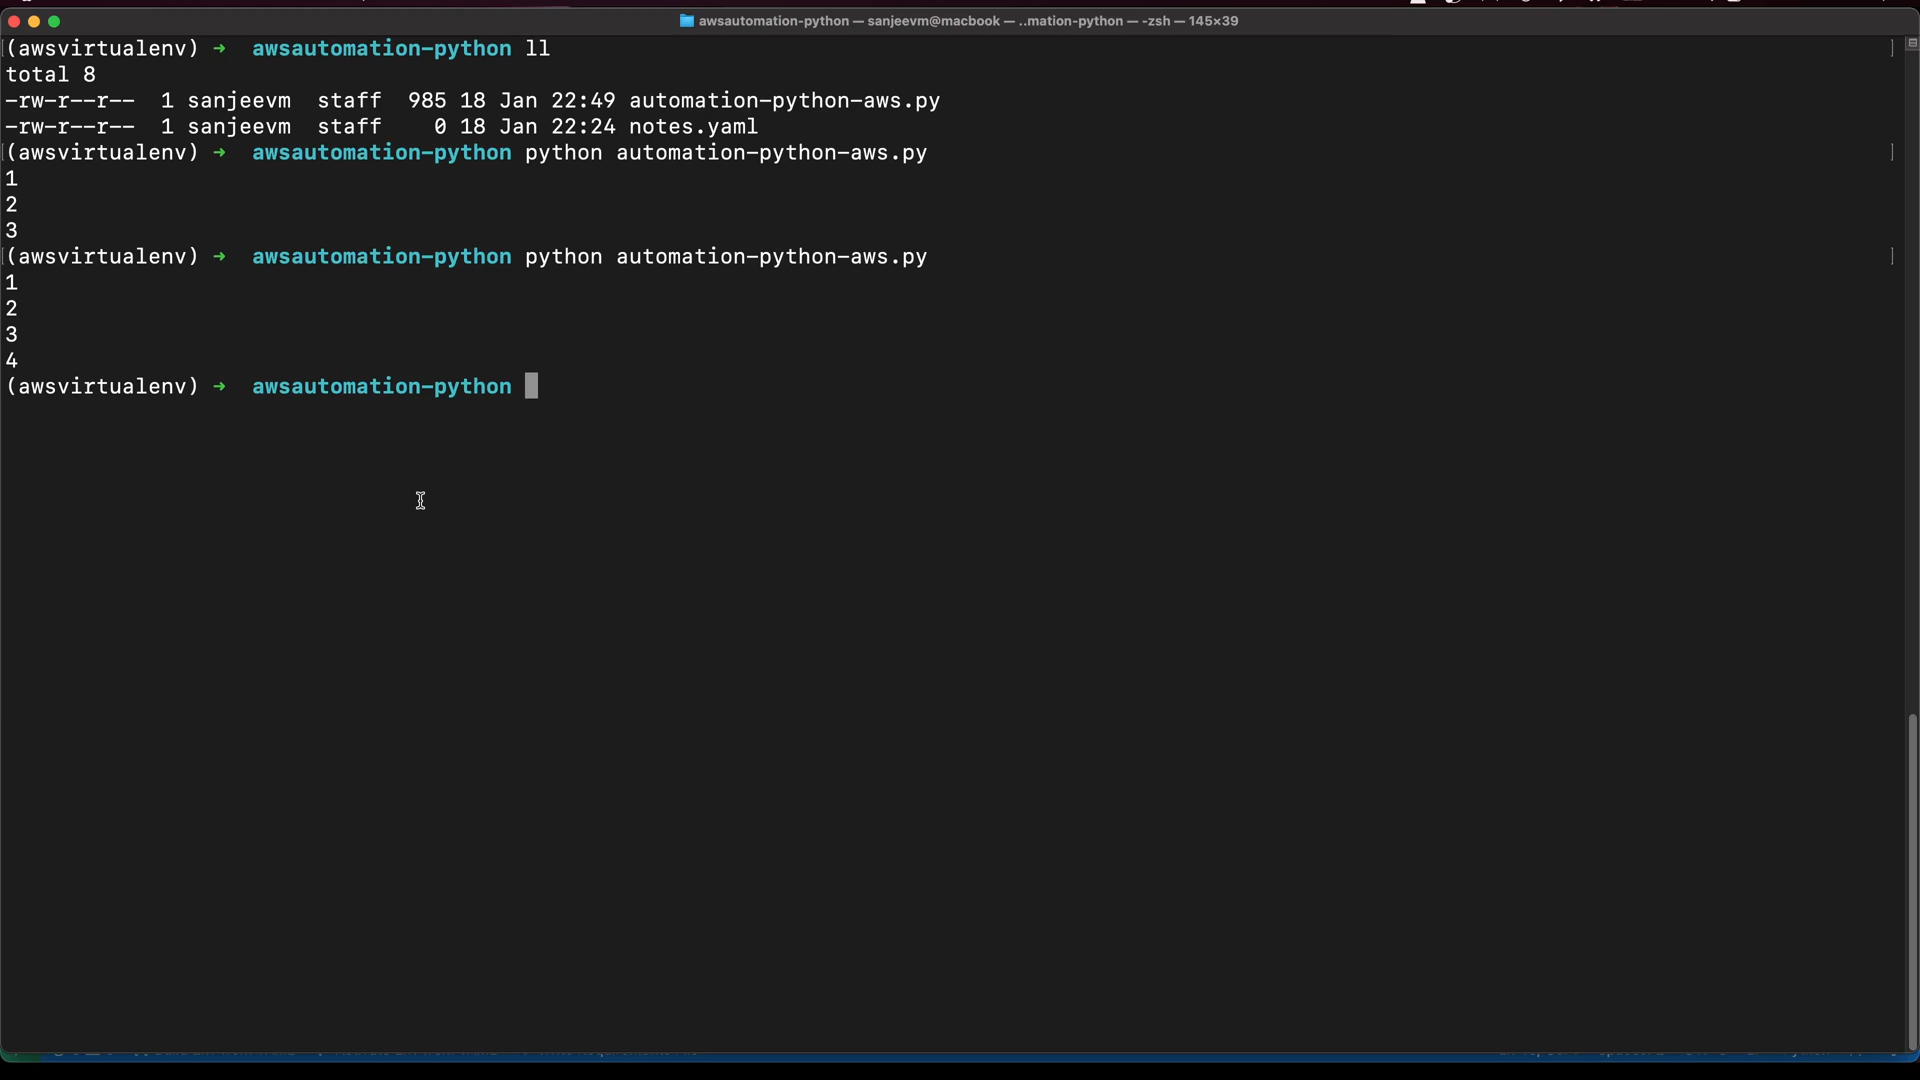 awsautomation-python — sanjeevm@macbook — ..mation-python — -zsh — 145×39
(awsvirtualenv) ➜  awsautomation-python ll
total 8
-rw-r--r--  1 sanjeevm  staff  985 18 Jan 22:49 automation-python-aws.py
-rw-r--r--  1 sanjeevm  staff    0 18 Jan 22:24 notes.yaml
(awsvirtualenv) ➜  awsautomation-python python automation-python-aws.py
1
2
3
(awsvirtualenv) ➜  awsautomation-python python automation-python-aws.py
1
2
3
4
(awsvirtualenv) ➜  awsautomation-python